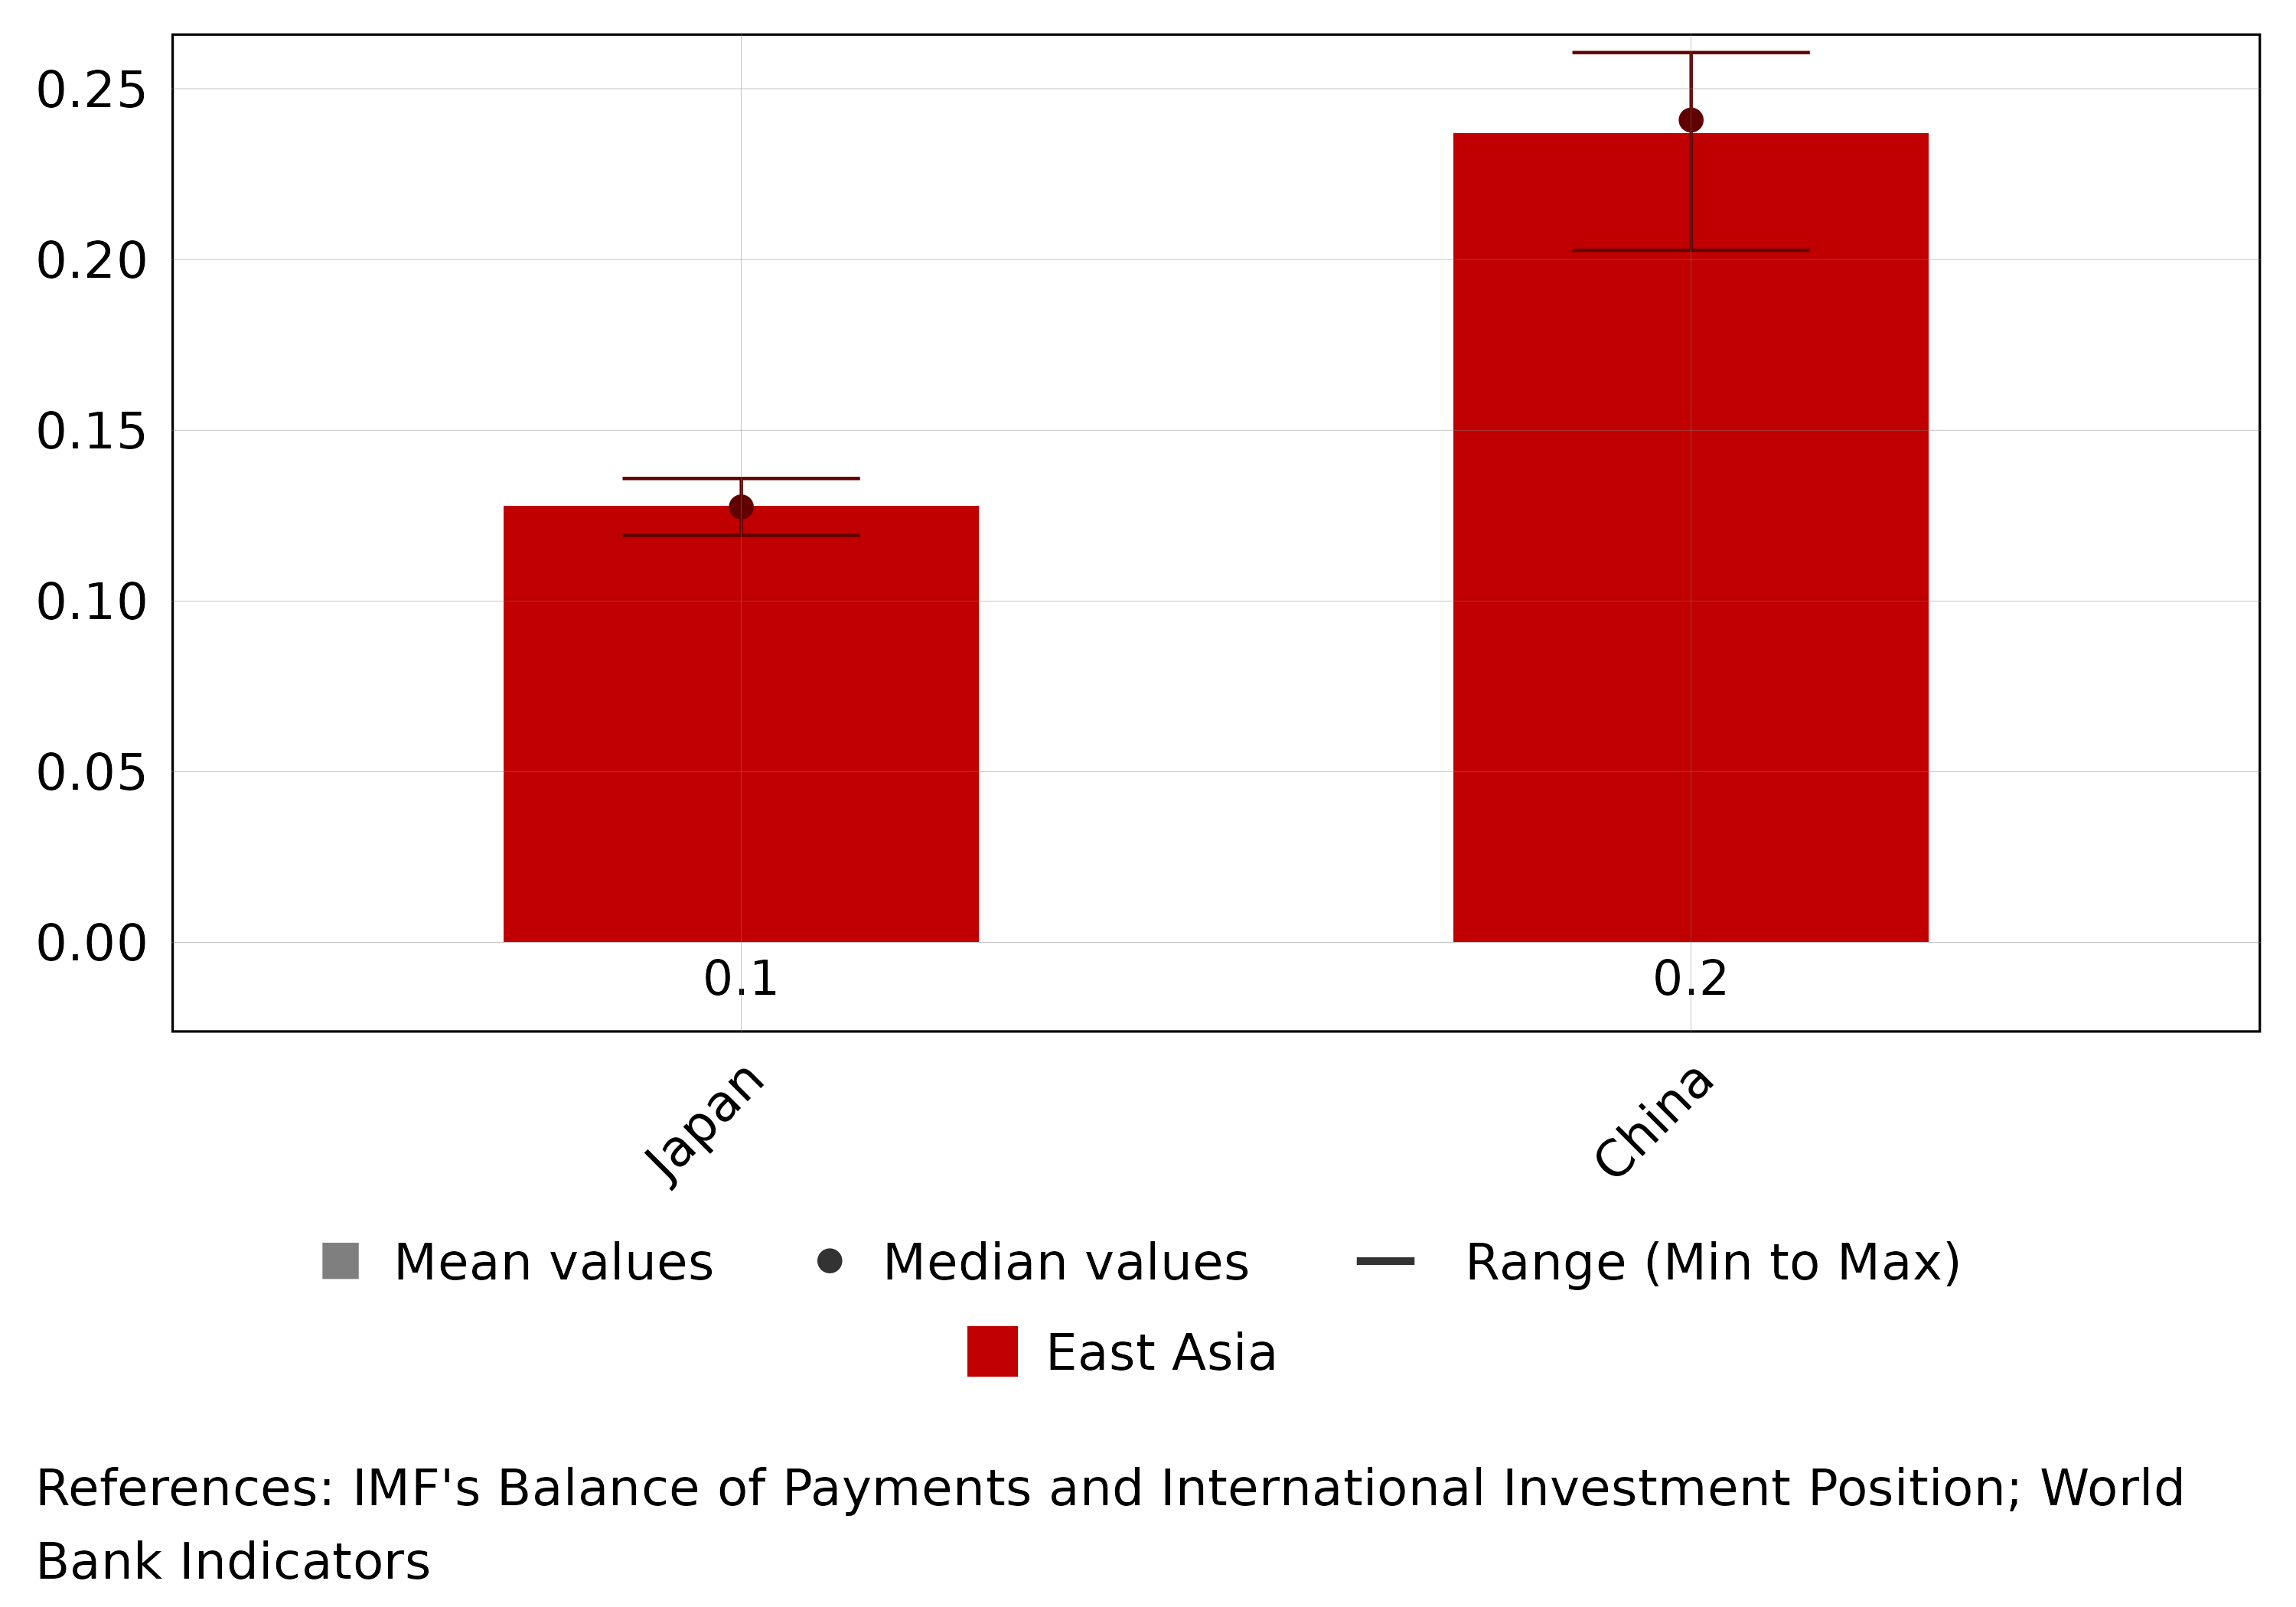 0.25
0.20
0.15
0.10
0.05
0.00
0.1 0.2
Japan China
Mean values Median values Range (Min to Max)
East Asia
References: IMF's Balance of Payments and International Investment Position; World
Bank Indicators